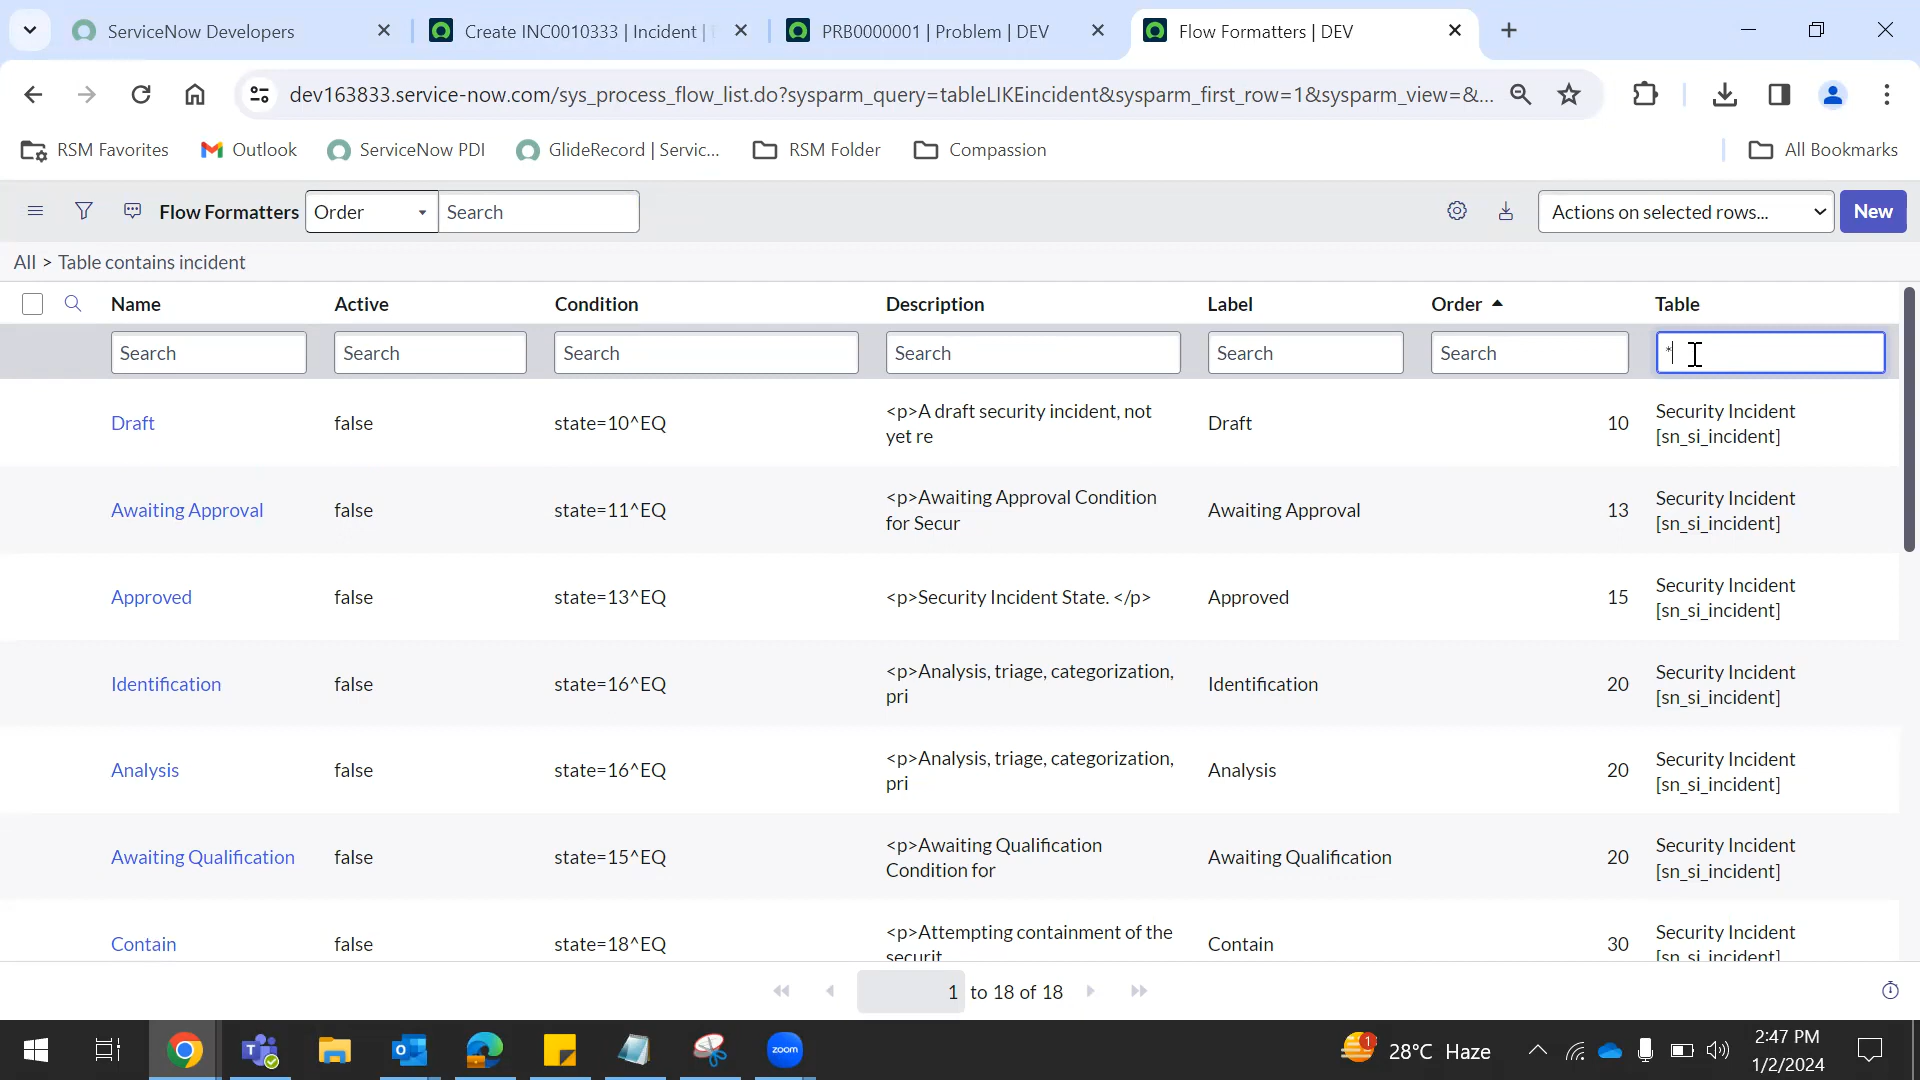 ServiceNow Developers
Create INC0010333 | Incident |
PRB0000001 | Problem | DEV
Flow Formatters | DEV
dev163833.service-now.com/sys_process_flow_list.do?sysparm_query=tableLIKEincident&sysparm_first_row=1&sysparm_view=&...
RSM Favorites
Outlook
ServiceNow PDI
GlideRecord | Servic...
RSM Folder
Compassion
All Bookmarks
Flow Formatters
Order
Search
Actions on selected rows...
New
All > Table contains incident
Name Active Condition Description Label Order Table
Search Search Search Search Search Search *
Draft false state=10^EQ <p>A draft security incident, not yet re Draft 10 Security Incident [sn_si_incident]
Awaiting Approval false state=11^EQ <p>Awaiting Approval Condition for Secur Awaiting Approval 13 Security Incident [sn_si_incident]
Approved false state=13^EQ <p>Security Incident State. </p> Approved 15 Security Incident [sn_si_incident]
Identification false state=16^EQ <p>Analysis, triage, categorization, pri Identification 20 Security Incident [sn_si_incident]
Analysis false state=16^EQ <p>Analysis, triage, categorization, pri Analysis 20 Security Incident [sn_si_incident]
Awaiting Qualification false state=15^EQ <p>Awaiting Qualification Condition for Awaiting Qualification 20 Security Incident [sn_si_incident]
Contain false state=18^EQ <p>Attempting containment of the securit Contain 30 Security Incident [sn_si_incident]
1 to 18 of 18
zoom
1
28°C Haze
2:47 PM
1/2/2024